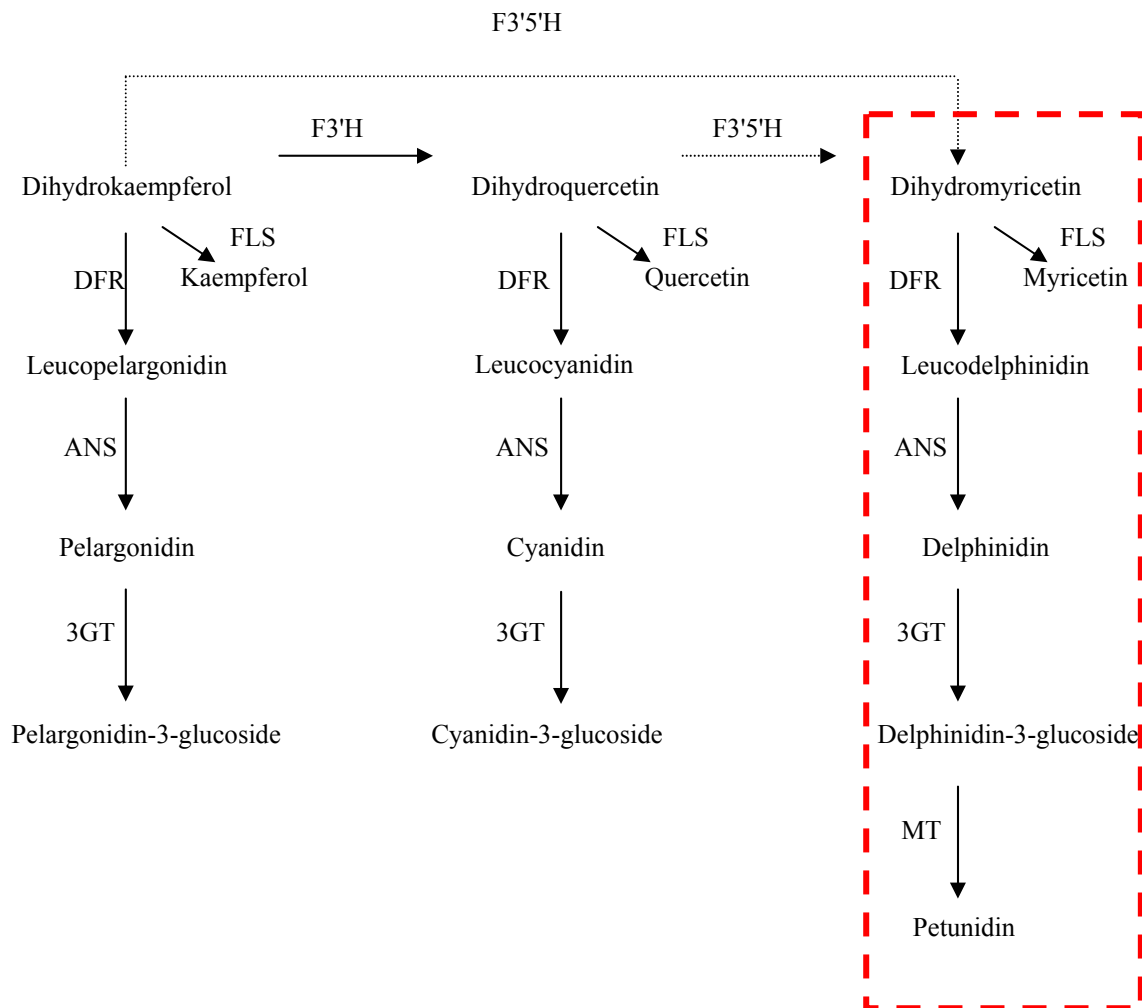 F3'5'H
F3'H
F3'5'H
Dihydrokaempferol
Dihydroquercetin
Dihydromyricetin
FLS
FLS
FLS
DFR
Kaempferol
DFR
Quercetin
DFR
Myricetin
Leucopelargonidin
Leucocyanidin
Leucodelphinidin
ANS
ANS
ANS
Pelargonidin
Cyanidin
Delphinidin
3GT
3GT
3GT
Pelargonidin-3-glucoside
Cyanidin-3-glucoside
Delphinidin-3-glucoside
MT
Petunidin